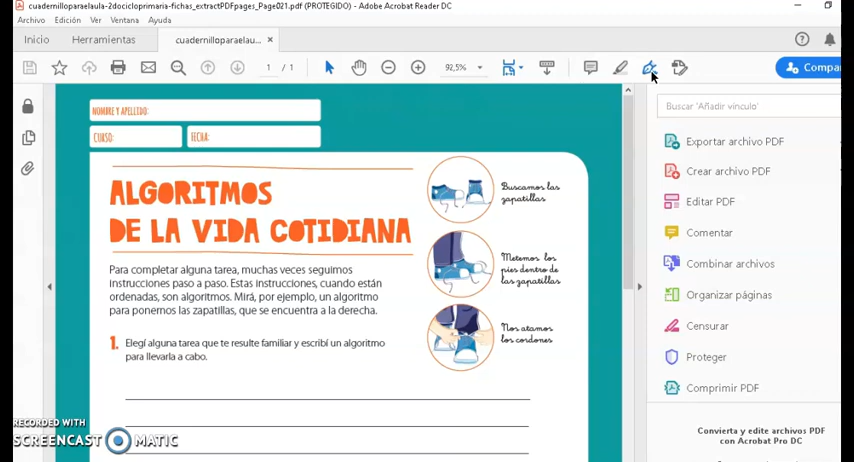 cuadernilloparaelaula-2docicloprimaria-fichas_extractPDFpages_Page021.pdf (PROTEGIDO) - Adobe Acrobat Reader DC
Archivo Edición Ver Ventana Ayuda
Inicio Herramientas cuadernilloparaelau... ×
1 / 1 92,5% Compar
NOMBRE Y APELLIDO:
CURSO: FECHA:
ALGORITMOS
DE LA VIDA COTIDIANA
Para completar alguna tarea, muchas veces seguimos
instrucciones paso a paso. Estas instrucciones, cuando están
ordenadas, son algoritmos. Mirá, por ejemplo, un algoritmo
para ponernos las zapatillas, que se encuentra a la derecha.
1. Elegí alguna tarea que te resulte familiar y escribí un algoritmo
para llevarla a cabo.
Buscamos las
zapatillas
Metemos los
pies dentro de
las zapatillas
Nos atamos
los cordones
Buscar 'Añadir vínculo'
Exportar archivo PDF
Crear archivo PDF
Editar PDF
Comentar
Combinar archivos
Organizar páginas
Censurar
Proteger
Comprimir PDF
Convierta y edite archivos PDF
con Acrobat Pro DC
RECORDED WITH
SCREENCAST MATIC